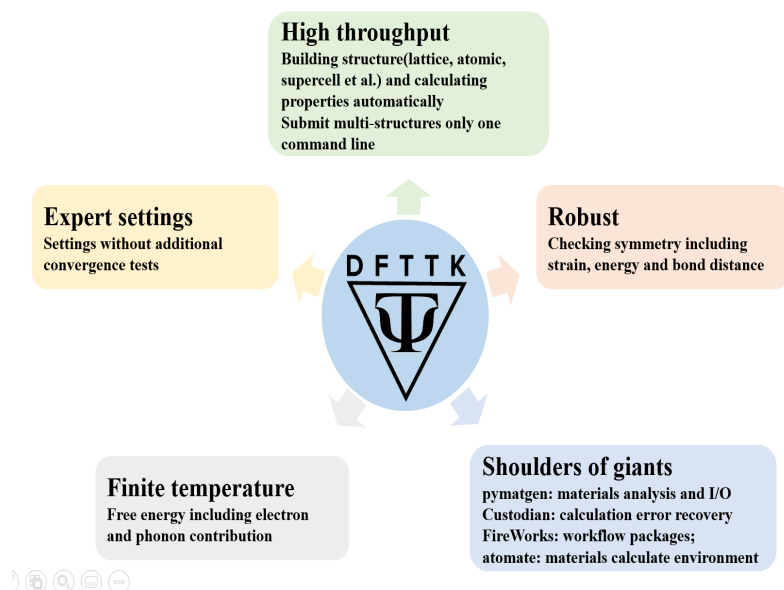 High throughput
Building structure(lattice, atomic,
supercell et al.) and calculating
properties automatically
Submit multi-structures only one
command line
Expert settings
Settings without additional
convergence tests
Robust
Checking symmetry including
strain, energy and bond distance
D F T T K
Ψ
Finite temperature
Free energy including electron
and phonon contribution
Shoulders of giants
pymatgen: materials analysis and I/O
Custodian: calculation error recovery
FireWorks: workflow packages;
atomate: materials calculate environment